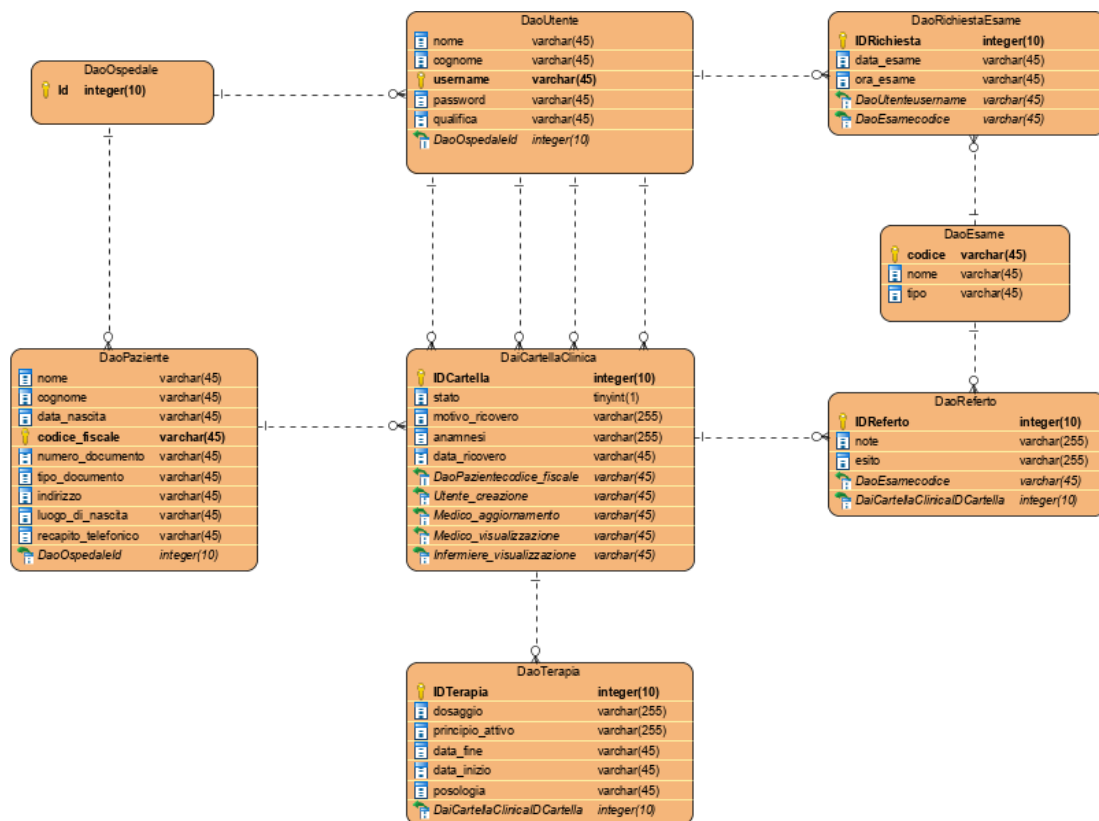 DaoOspedale
Id integer(10)
DaoUtente
nome varchar(45)
cognome varchar(45)
username varchar(45)
password varchar(45)
qualifica varchar(45)
DaoOspedaleId integer(10)
DaoRichiestaEsame
IDRichiesta integer(10)
data_esame varchar(45)
ora_esame varchar(45)
DaoUtenteusername varchar(45)
DaoEsamecodice varchar(45)
DaoEsame
codice varchar(45)
nome varchar(45)
tipo varchar(45)
DaoPaziente
nome varchar(45)
cognome varchar(45)
data_nascita varchar(45)
codice_fiscale varchar(45)
numero_documento varchar(45)
tipo_documento varchar(45)
indirizzo varchar(45)
luogo_di_nascita varchar(45)
recapito_telefonico varchar(45)
DaoOspedaleId integer(10)
DaiCartellaClinica
IDCartella integer(10)
stato tinyint(1)
motivo_ricovero varchar(255)
anamnesi varchar(255)
data_ricovero varchar(45)
DaoPazientecodice_fiscale varchar(45)
Utente_creazione varchar(45)
Medico_aggiornamento varchar(45)
Medico_visualizzazione varchar(45)
Infermiere_visualizzazione varchar(45)
DaoReferto
IDReferto integer(10)
note varchar(255)
esito varchar(255)
DaoEsamecodice varchar(45)
DaiCartellaClinicaIDCartella integer(10)
DaoTerapia
IDTerapia integer(10)
dosaggio varchar(255)
principio_attivo varchar(255)
data_fine varchar(45)
data_inizio varchar(45)
posologia varchar(45)
DaiCartellaClinicaIDCartella integer(10)